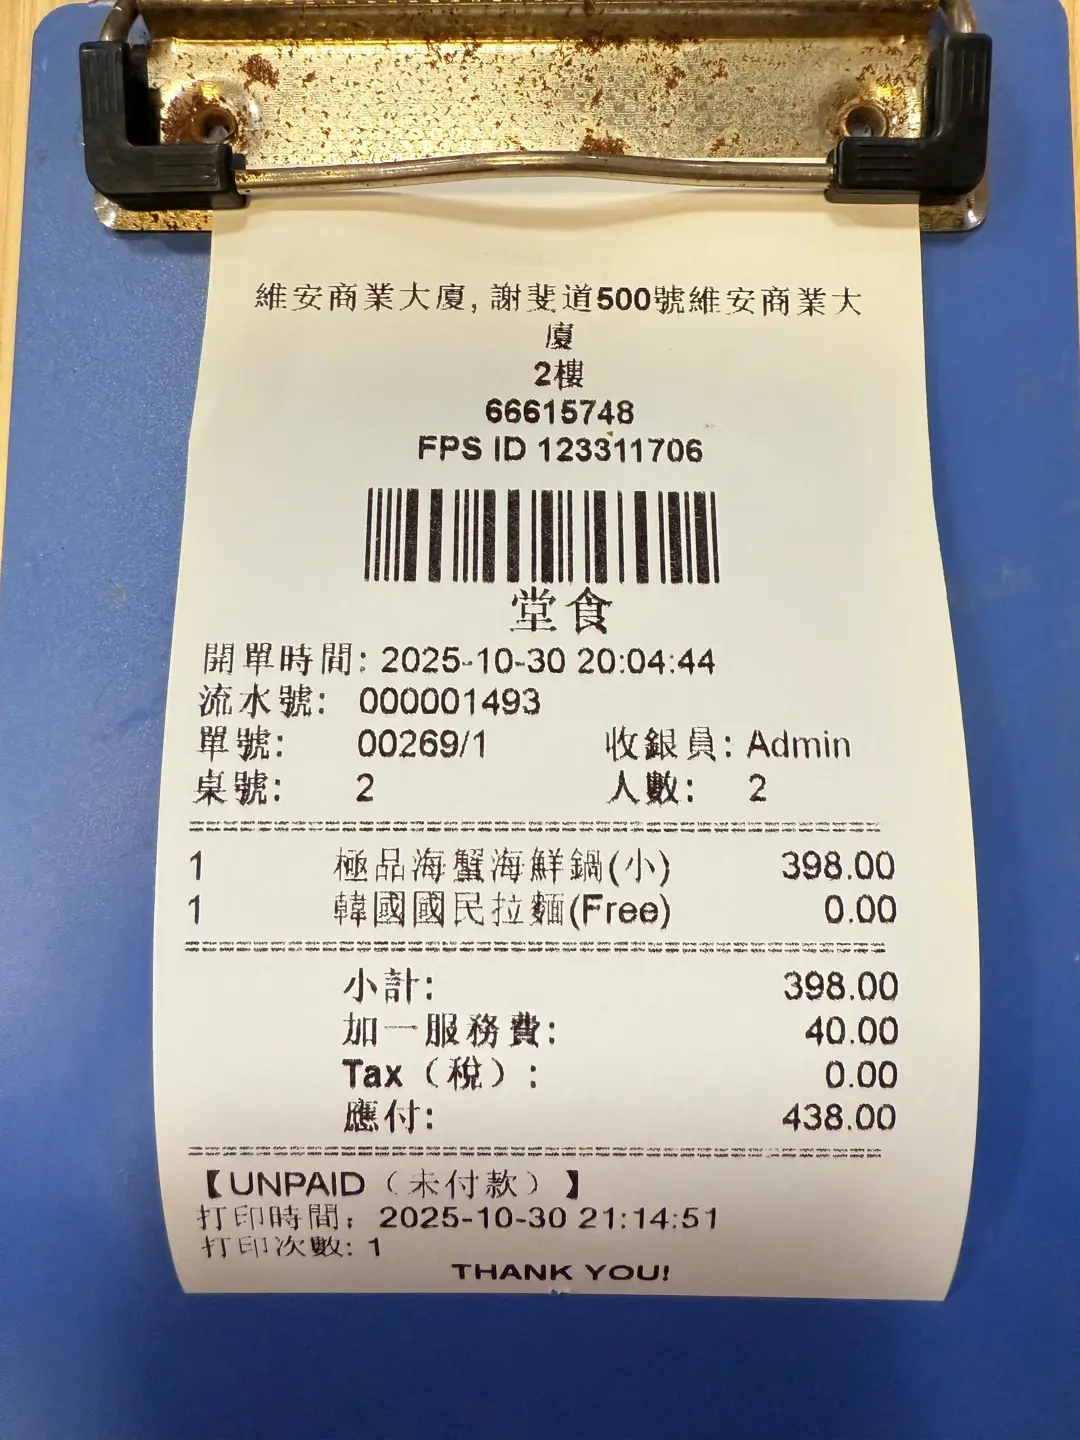 維安商業大廈, 謝斐道500號維安商業大
廈
2樓
66615748
FPS ID 123311706
堂食
開單時間: 2025-10-30 20:04:44
流水號: 000001493
單號: 00269/1 收銀員: Admin
桌號: 2 人數: 2
1 極品海蟹海鮮鍋(小) 398.00
1 韓國國民拉麵(Free) 0.00
小計: 398.00
加一服務費: 40.00
Tax（稅）: 0.00
應付: 438.00
【UNPAID（未付款）】
打印時間: 2025-10-30 21:14:51
打印次數: 1
THANK YOU!